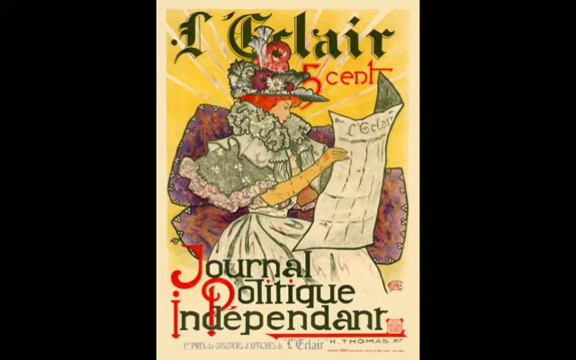 L'Eclair
5 cent
L'Eclair
Journal
Politique
Indépendant
1er PRIX du CONCOURS d'AFFICHES de "L'Eclair" H. THOMAS